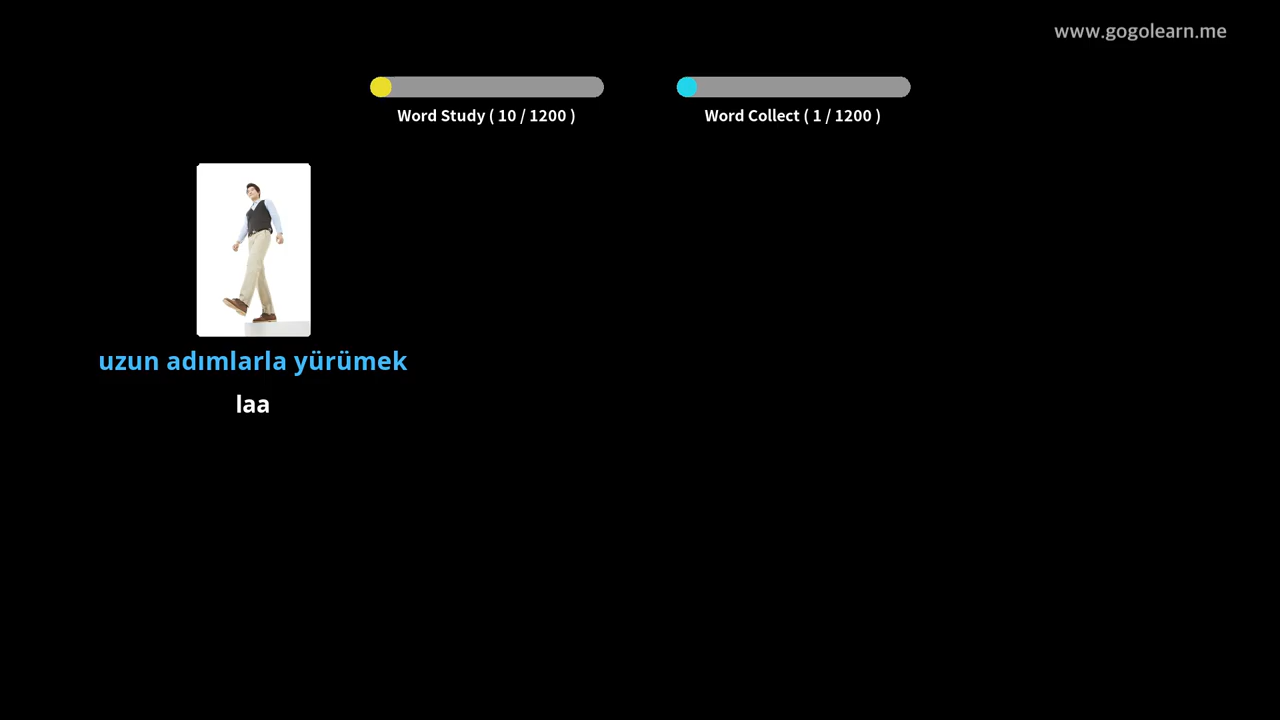 www.gogolearn.me
Word Study ( 10 / 1200 )
Word Collect ( 1 / 1200 )
uzun adımlarla yürümek
laa